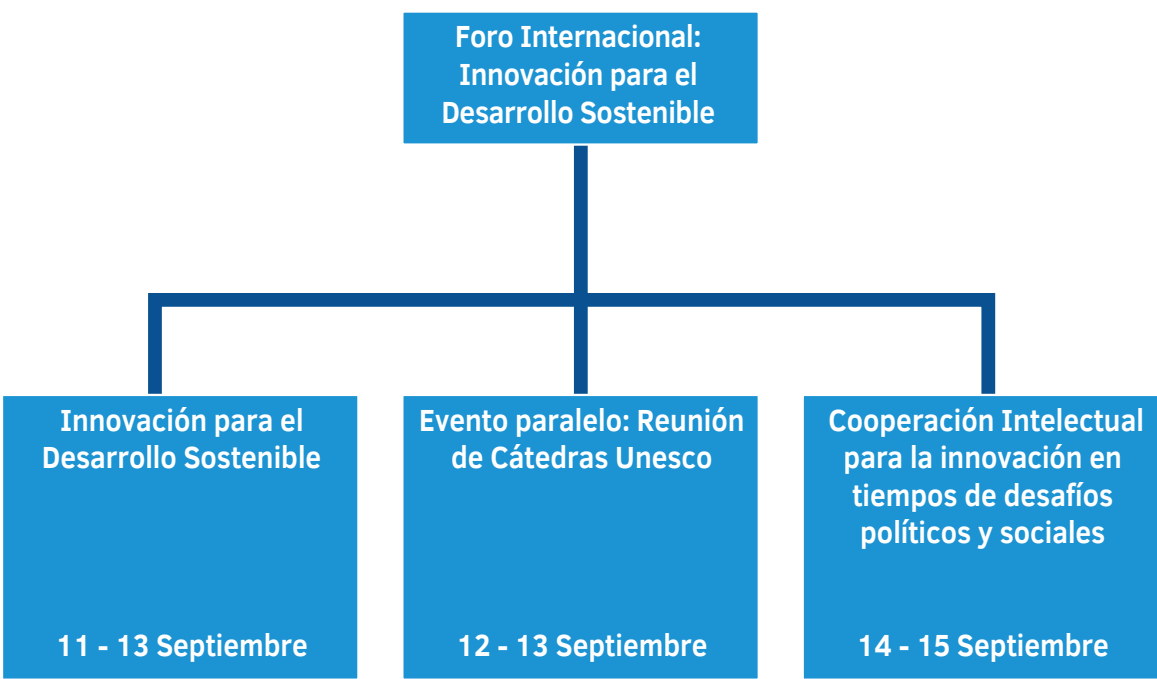 Foro Internacional:
Innovación para el
Desarrollo Sostenible
Innovación para el
Desarrollo Sostenible
11 - 13 Septiembre
Evento paralelo: Reunión
de Cátedras Unesco
12 - 13 Septiembre
Cooperación Intelectual
para la innovación en
tiempos de desafíos
políticos y sociales
14 - 15 Septiembre